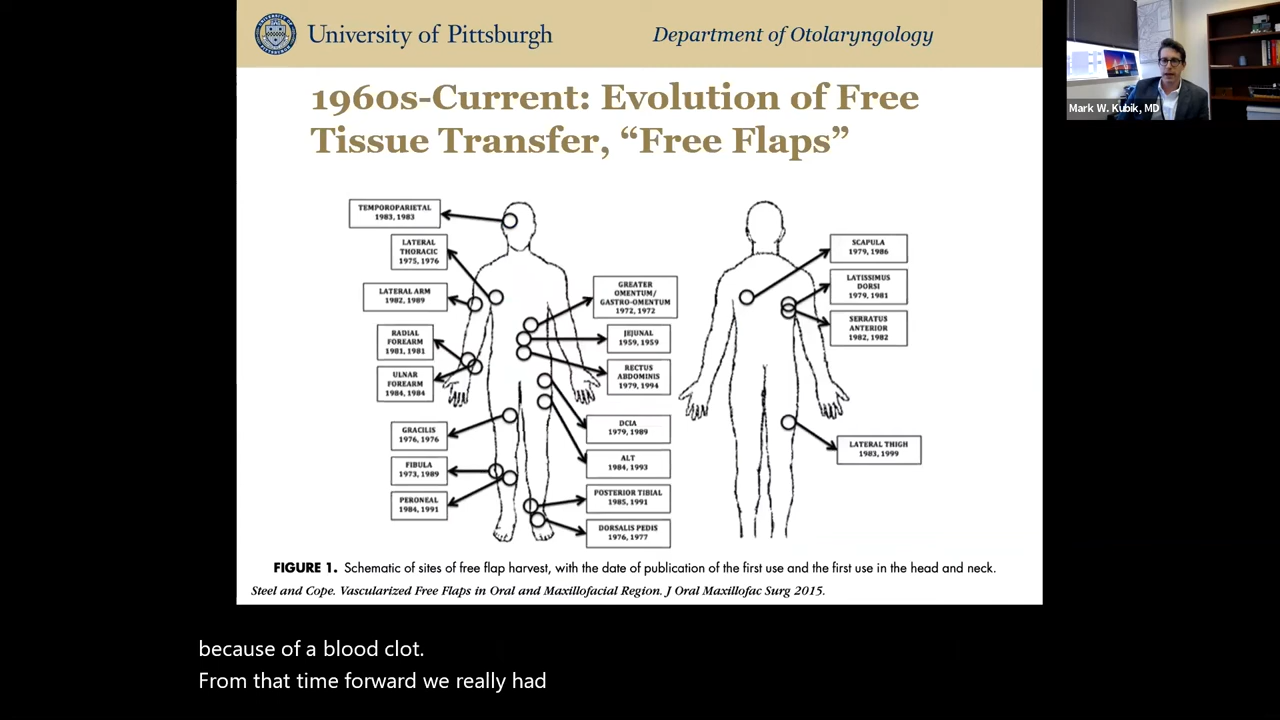 University of Pittsburgh
Department of Otolaryngology
Mark W. Kubik, MD
1960s-Current: Evolution of Free
Tissue Transfer, “Free Flaps”
TEMPOROPARIETAL
1983, 1983
LATERAL
THORACIC
1975, 1976
LATERAL ARM
1982, 1989
RADIAL
FOREARM
1981, 1981
ULNAR
FOREARM
1984, 1984
GRACILIS
1976, 1976
FIBULA
1973, 1989
PERONEAL
1984, 1991
GREATER
OMENTUM/
GASTRO-OMENTUM
1972, 1972
JEJUNAL
1959, 1959
RECTUS
ABDOMINIS
1979, 1994
DCIA
1979, 1989
ALT
1984, 1993
POSTERIOR TIBIAL
1985, 1991
DORSALIS PEDIS
1976, 1977
SCAPULA
1979, 1986
LATISSIMUS
DORSI
1979, 1981
SERRATUS
ANTERIOR
1982, 1982
LATERAL THIGH
1983, 1999
FIGURE 1. Schematic of sites of free flap harvest, with the date of publication of the first use and the first use in the head and neck.
Steel and Cope. Vascularized Free Flaps in Oral and Maxillofacial Region. J Oral Maxillofac Surg 2015.
because of a blood clot.
From that time forward we really had